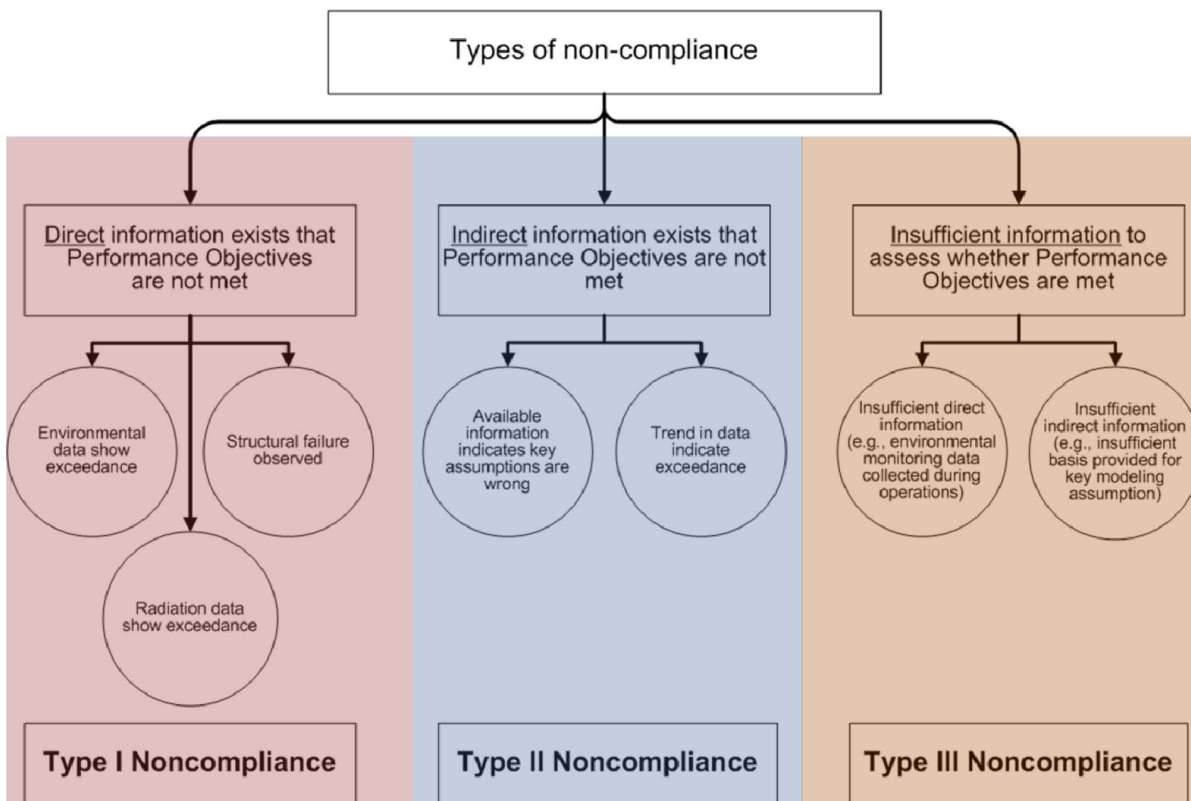 Types of non-compliance
Direct information exists that
Performance Objectives
are not met
Indirect information exists that
Performance Objectives are not
met
Insufficient information to
assess whether Performance
Objectives are met
Environmental
data show
exceedance
Structural failure
observed
Radiation data
show exceedance
Available
information
indicates key
assumptions are
wrong
Trend in data
indicate
exceedance
Insufficient direct
information
(e.g., environmental
monitoring data
collected during
operations)
Insufficient
indirect information
(e.g., insufficient
basis provided for
key modeling
assumption)
Type I Noncompliance
Type II Noncompliance
Type III Noncompliance